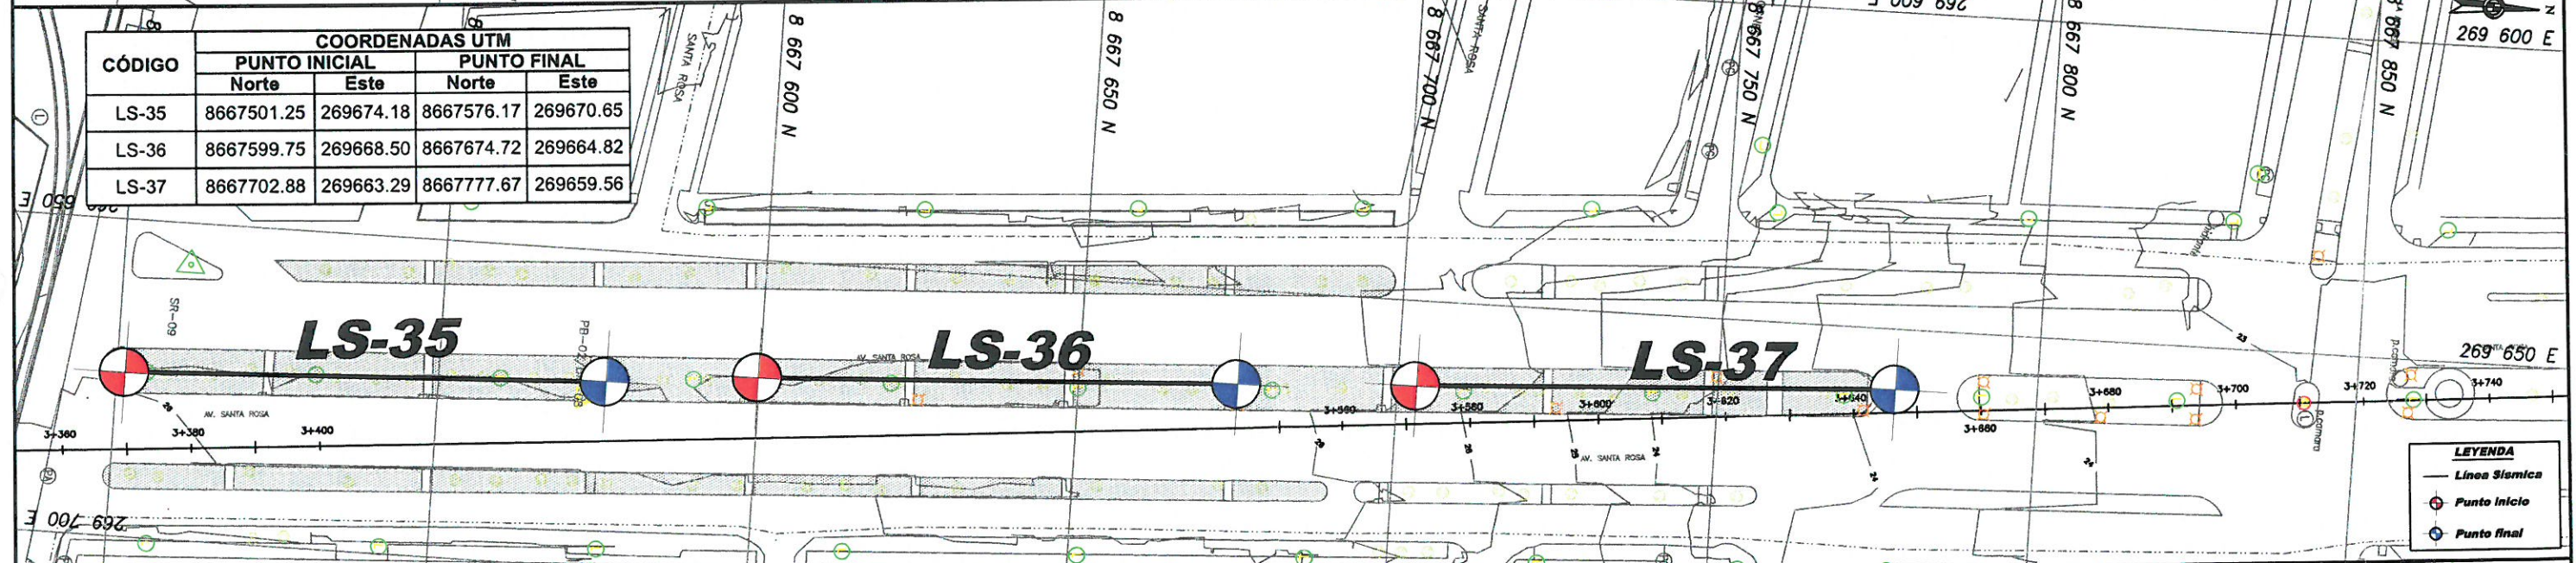 CÓDIGO COORDENADAS UTM
PUNTO INICIAL PUNTO FINAL
Norte Este Norte Este
LS-35 8667501.25 269674.18 8667576.17 269670.65
LS-36 8667599.75 269668.50 8667674.72 269664.82
LS-37 8667702.88 269663.29 8667777.67 269659.56
8 667 600 N
8 667 650 N
8 667 700 N
8 667 750 N
8 667 800 N
8 667 850 N
269 600 E
269 600 E
N
SANTA ROSA
SANTA ROSA
650 E
SR-09
LS-35
LS-36
LS-37
AV. SANTA ROSA
269 650 E
AV. SANTA ROSA
3+360
3+380
3+400
3+560
3+580
3+600
3+620
3+640
3+660
3+680
3+700
3+720
3+740
AV. SANTA ROSA
269 700 E
LEYENDA
Línea Sísmica
Punto Inicio
Punto final